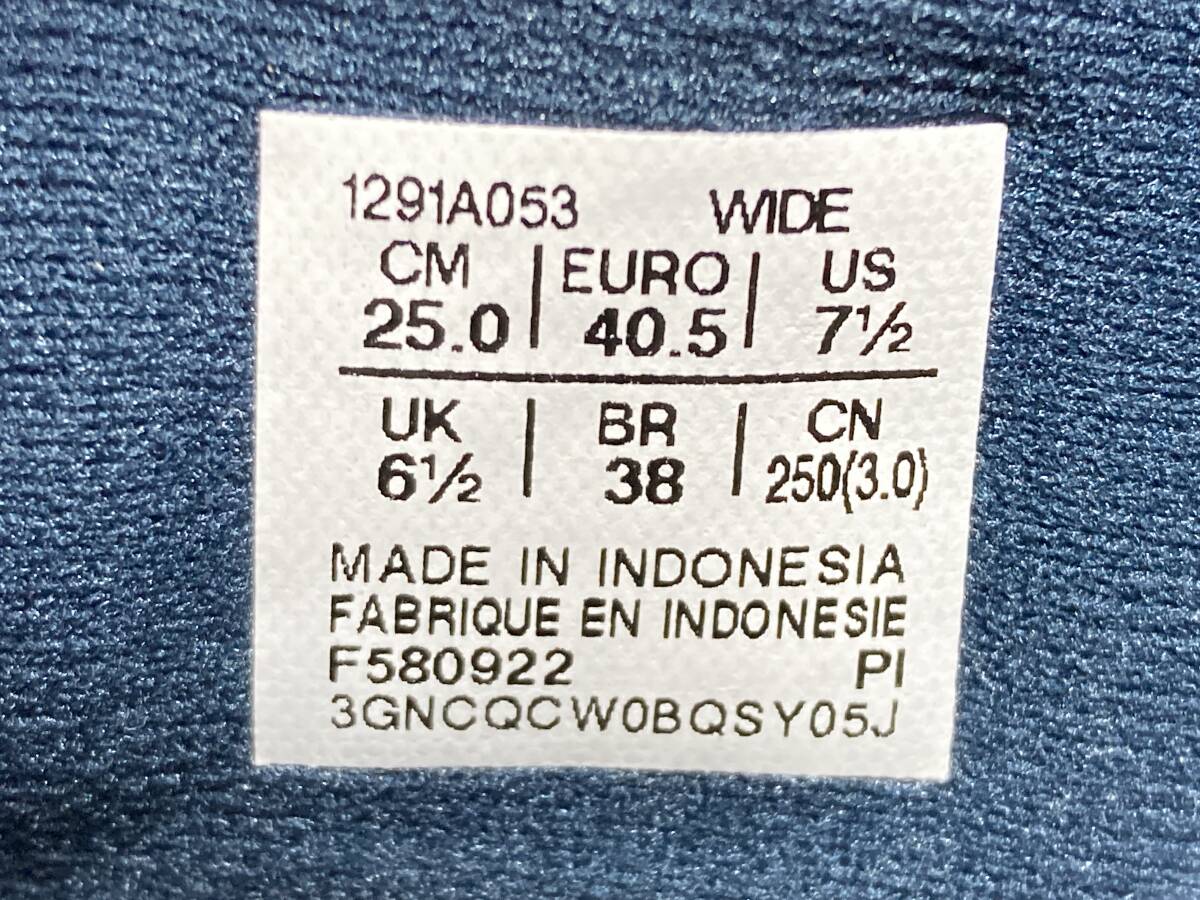 1291A053 WIDE
CM | EURO | US
25.0 | 40.5 | 7½
UK | BR | CN
6½ | 38 | 250(3.0)
MADE IN INDONESIA
FABRIQUE EN INDONESIE
F580922 PI
3GNCQCW0BQSY05J